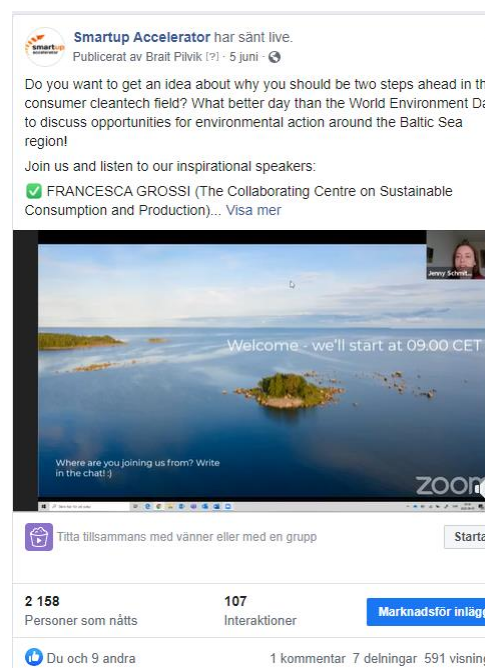 smartup
Smartup Accelerator har sänt live.
Publicerat av Brait Pilvik [?] · 5 juni ·
Do you want to get an idea about why you should be two steps ahead in th
consumer cleantech field? What better day than the World Environment Da
to discuss opportunities for environmental action around the Baltic Sea
region!
Join us and listen to our inspirational speakers:
✅ FRANCESCA GROSSI (The Collaborating Centre on Sustainable
Consumption and Production)... Visa mer
Jenny Schmit...
Welcome - we'll start at 09.00 CET
Where are you joining us from? Write
in the chat! :)
zoom
Titta tillsammans med vänner eller med en grupp
Starta
2 158
Personer som nåtts
107
Interaktioner
Marknadsför inlägg
Du och 9 andra
1 kommentar 7 delningar 591 visnin